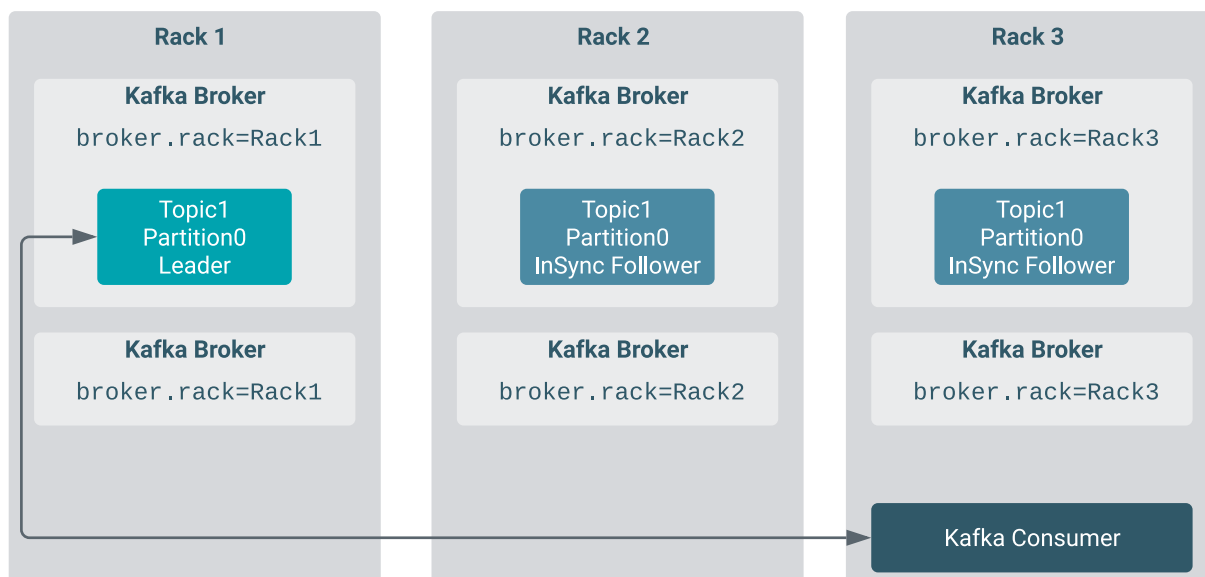 Rack 1
Kafka Broker
broker.rack=Rack1
Topic1
Partition0
Leader
Kafka Broker
broker.rack=Rack1
Rack 2
Kafka Broker
broker.rack=Rack2
Topic1
Partition0
InSync Follower
Kafka Broker
broker.rack=Rack2
Rack 3
Kafka Broker
broker.rack=Rack3
Topic1
Partition0
InSync Follower
Kafka Broker
broker.rack=Rack3
Kafka Consumer